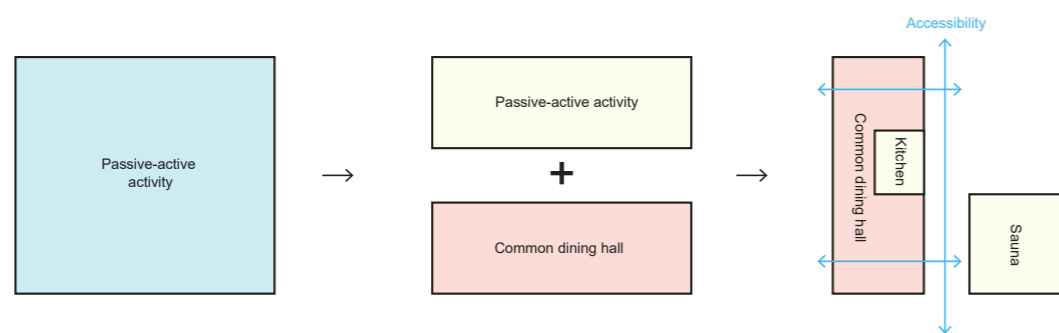 Passive-active
activity
Passive-active activity
+
Common dining hall
Accessibility
Common dining hall
Kitchen
Sauna